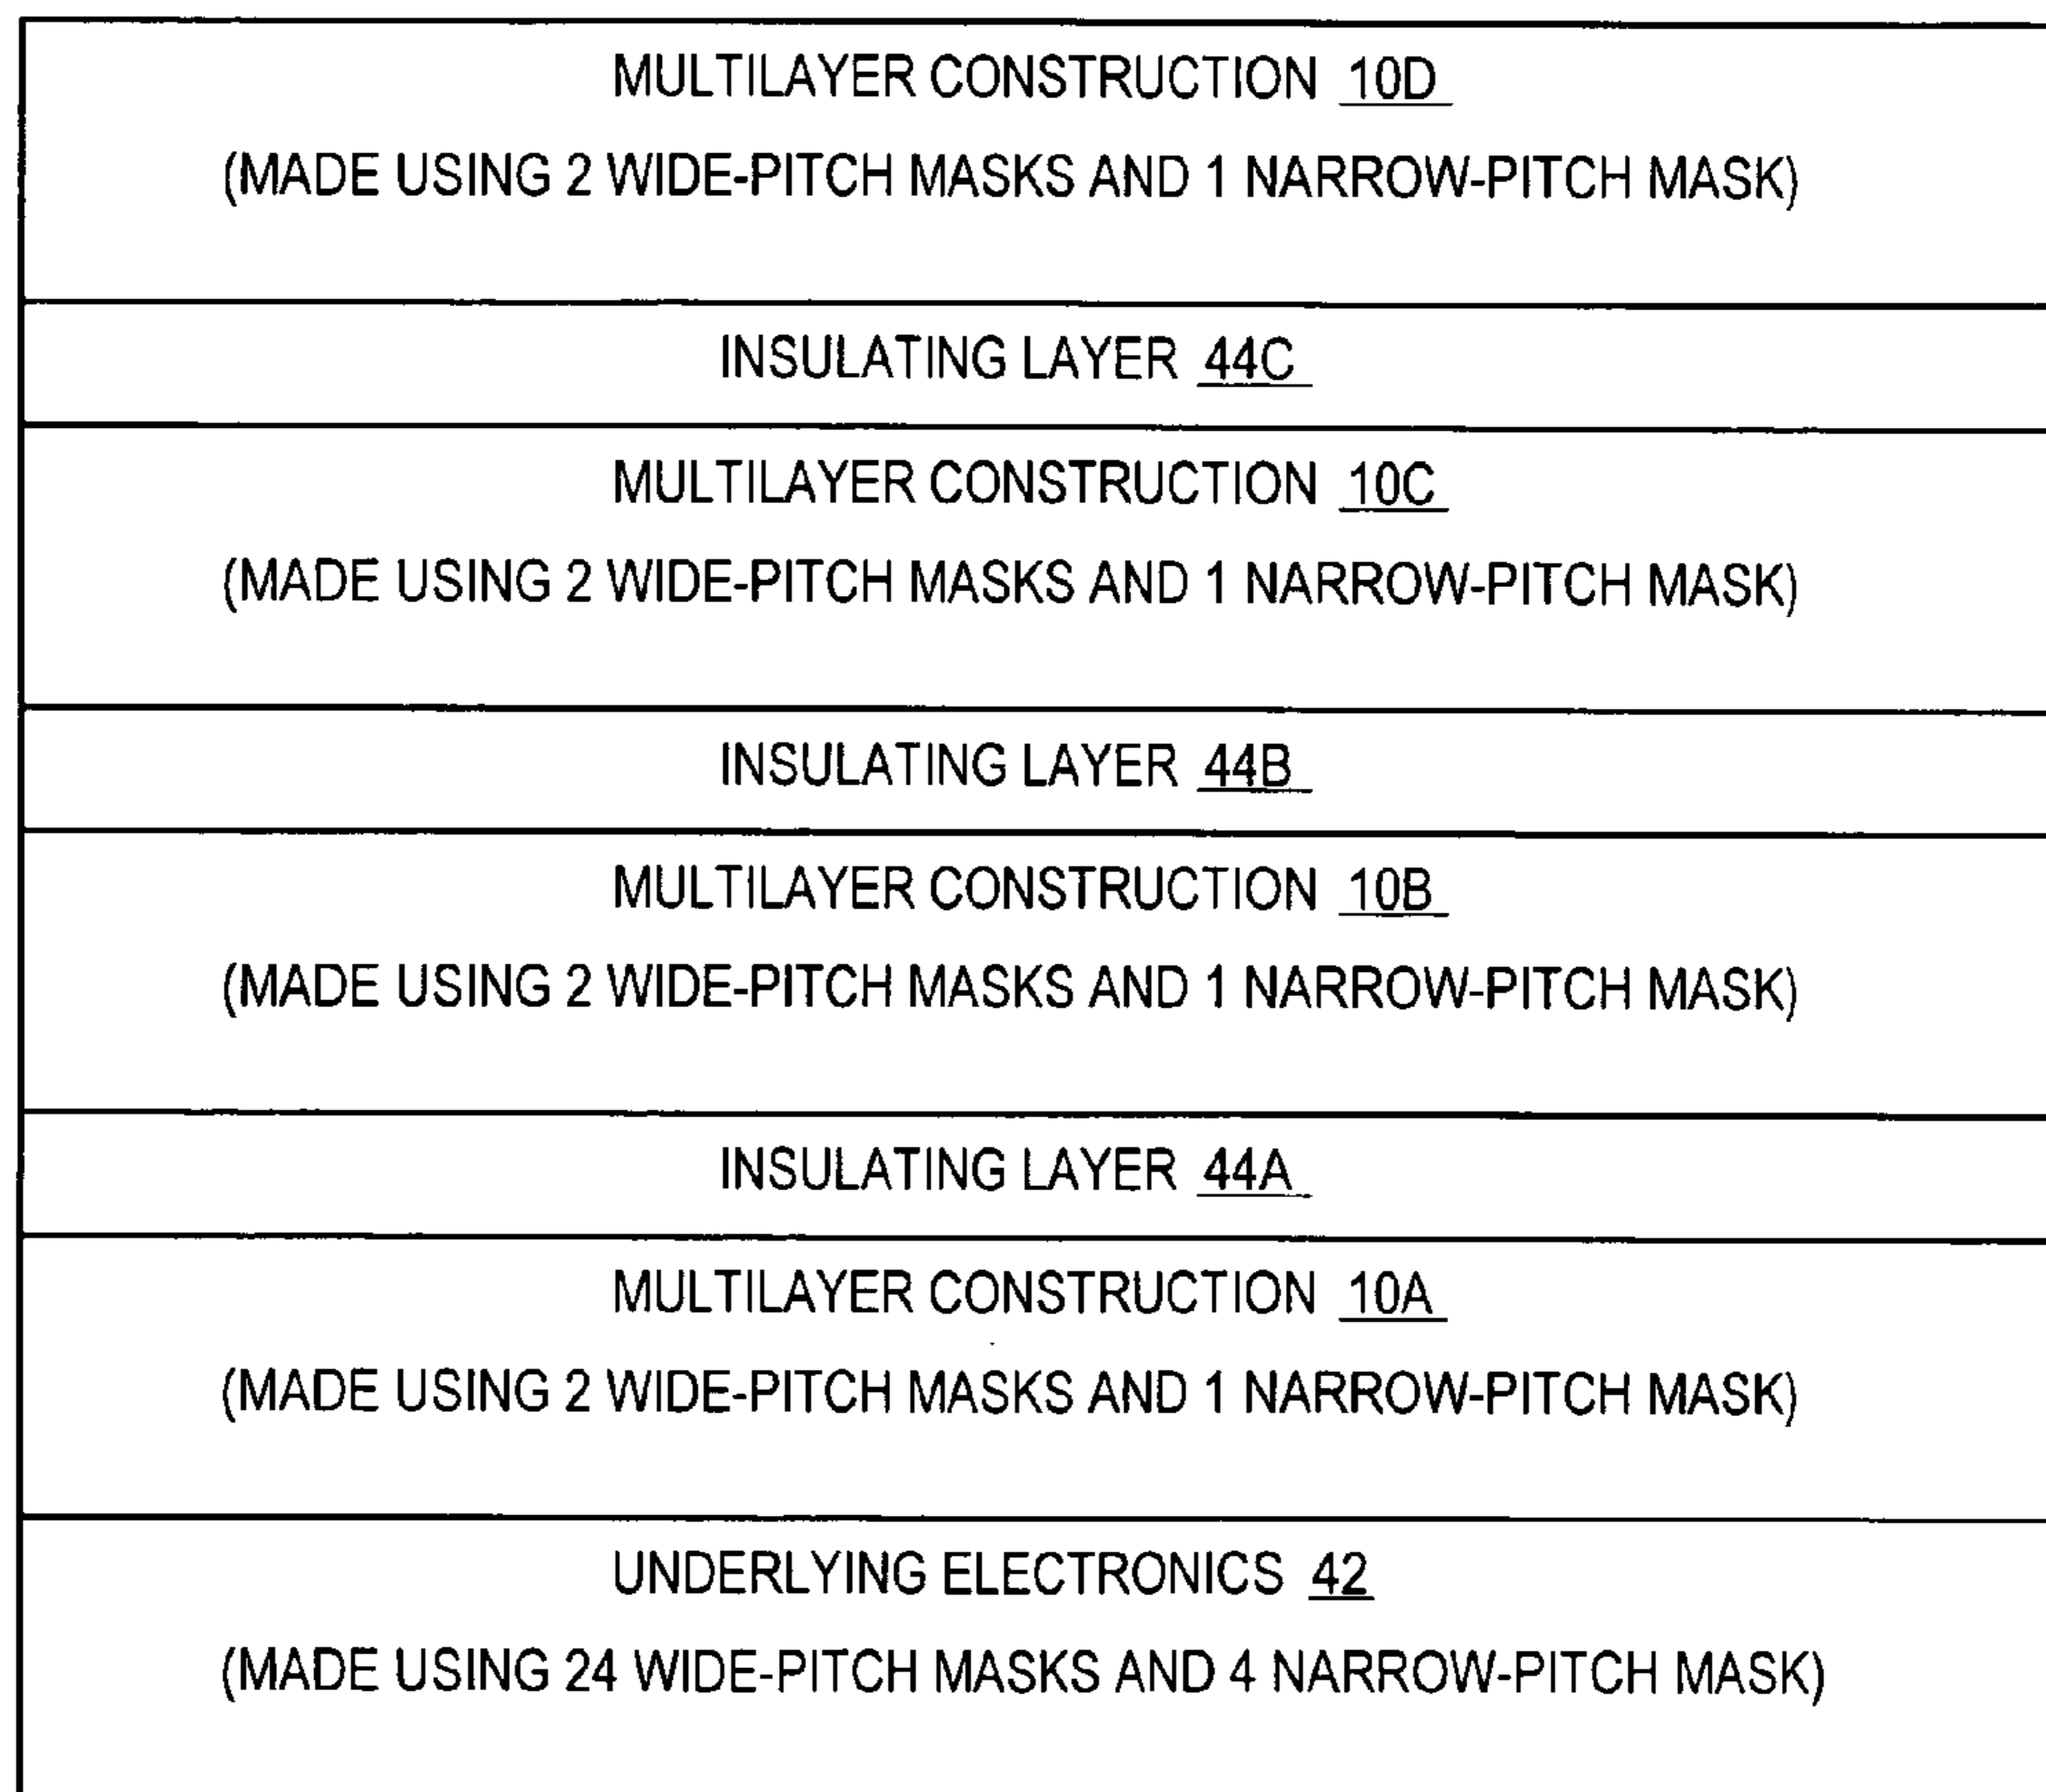 MULTILAYER CONSTRUCTION 10D
(MADE USING 2 WIDE-PITCH MASKS AND 1 NARROW-PITCH MASK)
INSULATING LAYER 44C
MULTILAYER CONSTRUCTION 10C
(MADE USING 2 WIDE-PITCH MASKS AND 1 NARROW-PITCH MASK)
INSULATING LAYER 44B
MULTILAYER CONSTRUCTION 10B
(MADE USING 2 WIDE-PITCH MASKS AND 1 NARROW-PITCH MASK)
INSULATING LAYER 44A
MULTILAYER CONSTRUCTION 10A
(MADE USING 2 WIDE-PITCH MASKS AND 1 NARROW-PITCH MASK)
UNDERLYING ELECTRONICS 42
(MADE USING 24 WIDE-PITCH MASKS AND 4 NARROW-PITCH MASK)